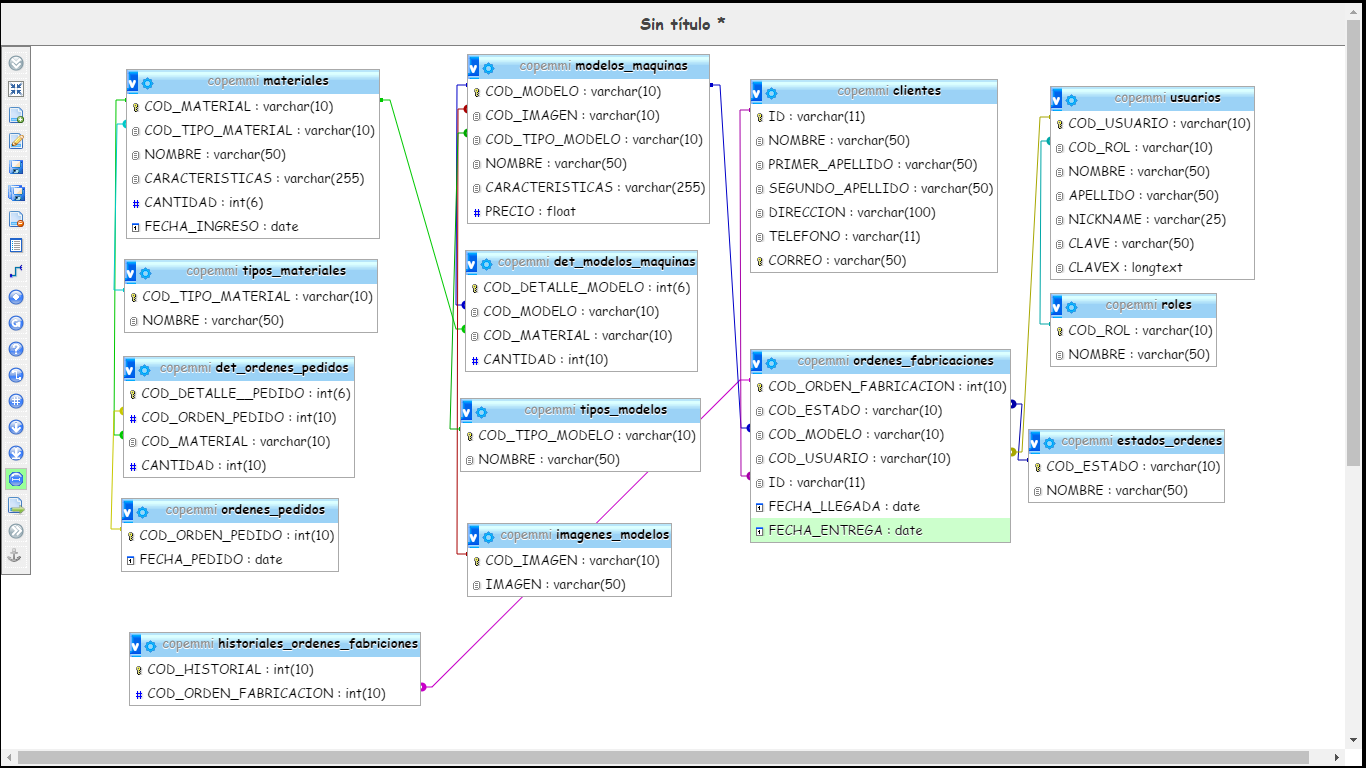 Sin título *
copemmi materiales
COD_MATERIAL : varchar(10)
COD_TIPO_MATERIAL : varchar(10)
NOMBRE : varchar(50)
CARACTERISTICAS : varchar(255)
CANTIDAD : int(6)
FECHA_INGRESO : date
copemmi tipos_materiales
COD_TIPO_MATERIAL : varchar(10)
NOMBRE : varchar(50)
copemmi det_ordenes_pedidos
COD_DETALLE__PEDIDO : int(6)
COD_ORDEN_PEDIDO : int(10)
COD_MATERIAL : varchar(10)
CANTIDAD : int(10)
copemmi ordenes_pedidos
COD_ORDEN_PEDIDO : int(10)
FECHA_PEDIDO : date
copemmi historiales_ordenes_fabriciones
COD_HISTORIAL : int(10)
COD_ORDEN_FABRICACION : int(10)
copemmi modelos_maquinas
COD_MODELO : varchar(10)
COD_IMAGEN : varchar(10)
COD_TIPO_MODELO : varchar(10)
NOMBRE : varchar(50)
CARACTERISTICAS : varchar(255)
PRECIO : float
copemmi det_modelos_maquinas
COD_DETALLE_MODELO : int(6)
COD_MODELO : varchar(10)
COD_MATERIAL : varchar(10)
CANTIDAD : int(10)
copemmi tipos_modelos
COD_TIPO_MODELO : varchar(10)
NOMBRE : varchar(50)
copemmi imagenes_modelos
COD_IMAGEN : varchar(10)
IMAGEN : varchar(50)
copemmi clientes
ID : varchar(11)
NOMBRE : varchar(50)
PRIMER_APELLIDO : varchar(50)
SEGUNDO_APELLIDO : varchar(50)
DIRECCION : varchar(100)
TELEFONO : varchar(11)
CORREO : varchar(50)
copemmi ordenes_fabricaciones
COD_ORDEN_FABRICACION : int(10)
COD_ESTADO : varchar(10)
COD_MODELO : varchar(10)
COD_USUARIO : varchar(10)
ID : varchar(11)
FECHA_LLEGADA : date
FECHA_ENTREGA : date
copemmi usuarios
COD_USUARIO : varchar(10)
COD_ROL : varchar(10)
NOMBRE : varchar(50)
APELLIDO : varchar(50)
NICKNAME : varchar(25)
CLAVE : varchar(50)
CLAVEX : longtext
copemmi roles
COD_ROL : varchar(10)
NOMBRE : varchar(50)
copemmi estados_ordenes
COD_ESTADO : varchar(10)
NOMBRE : varchar(50)